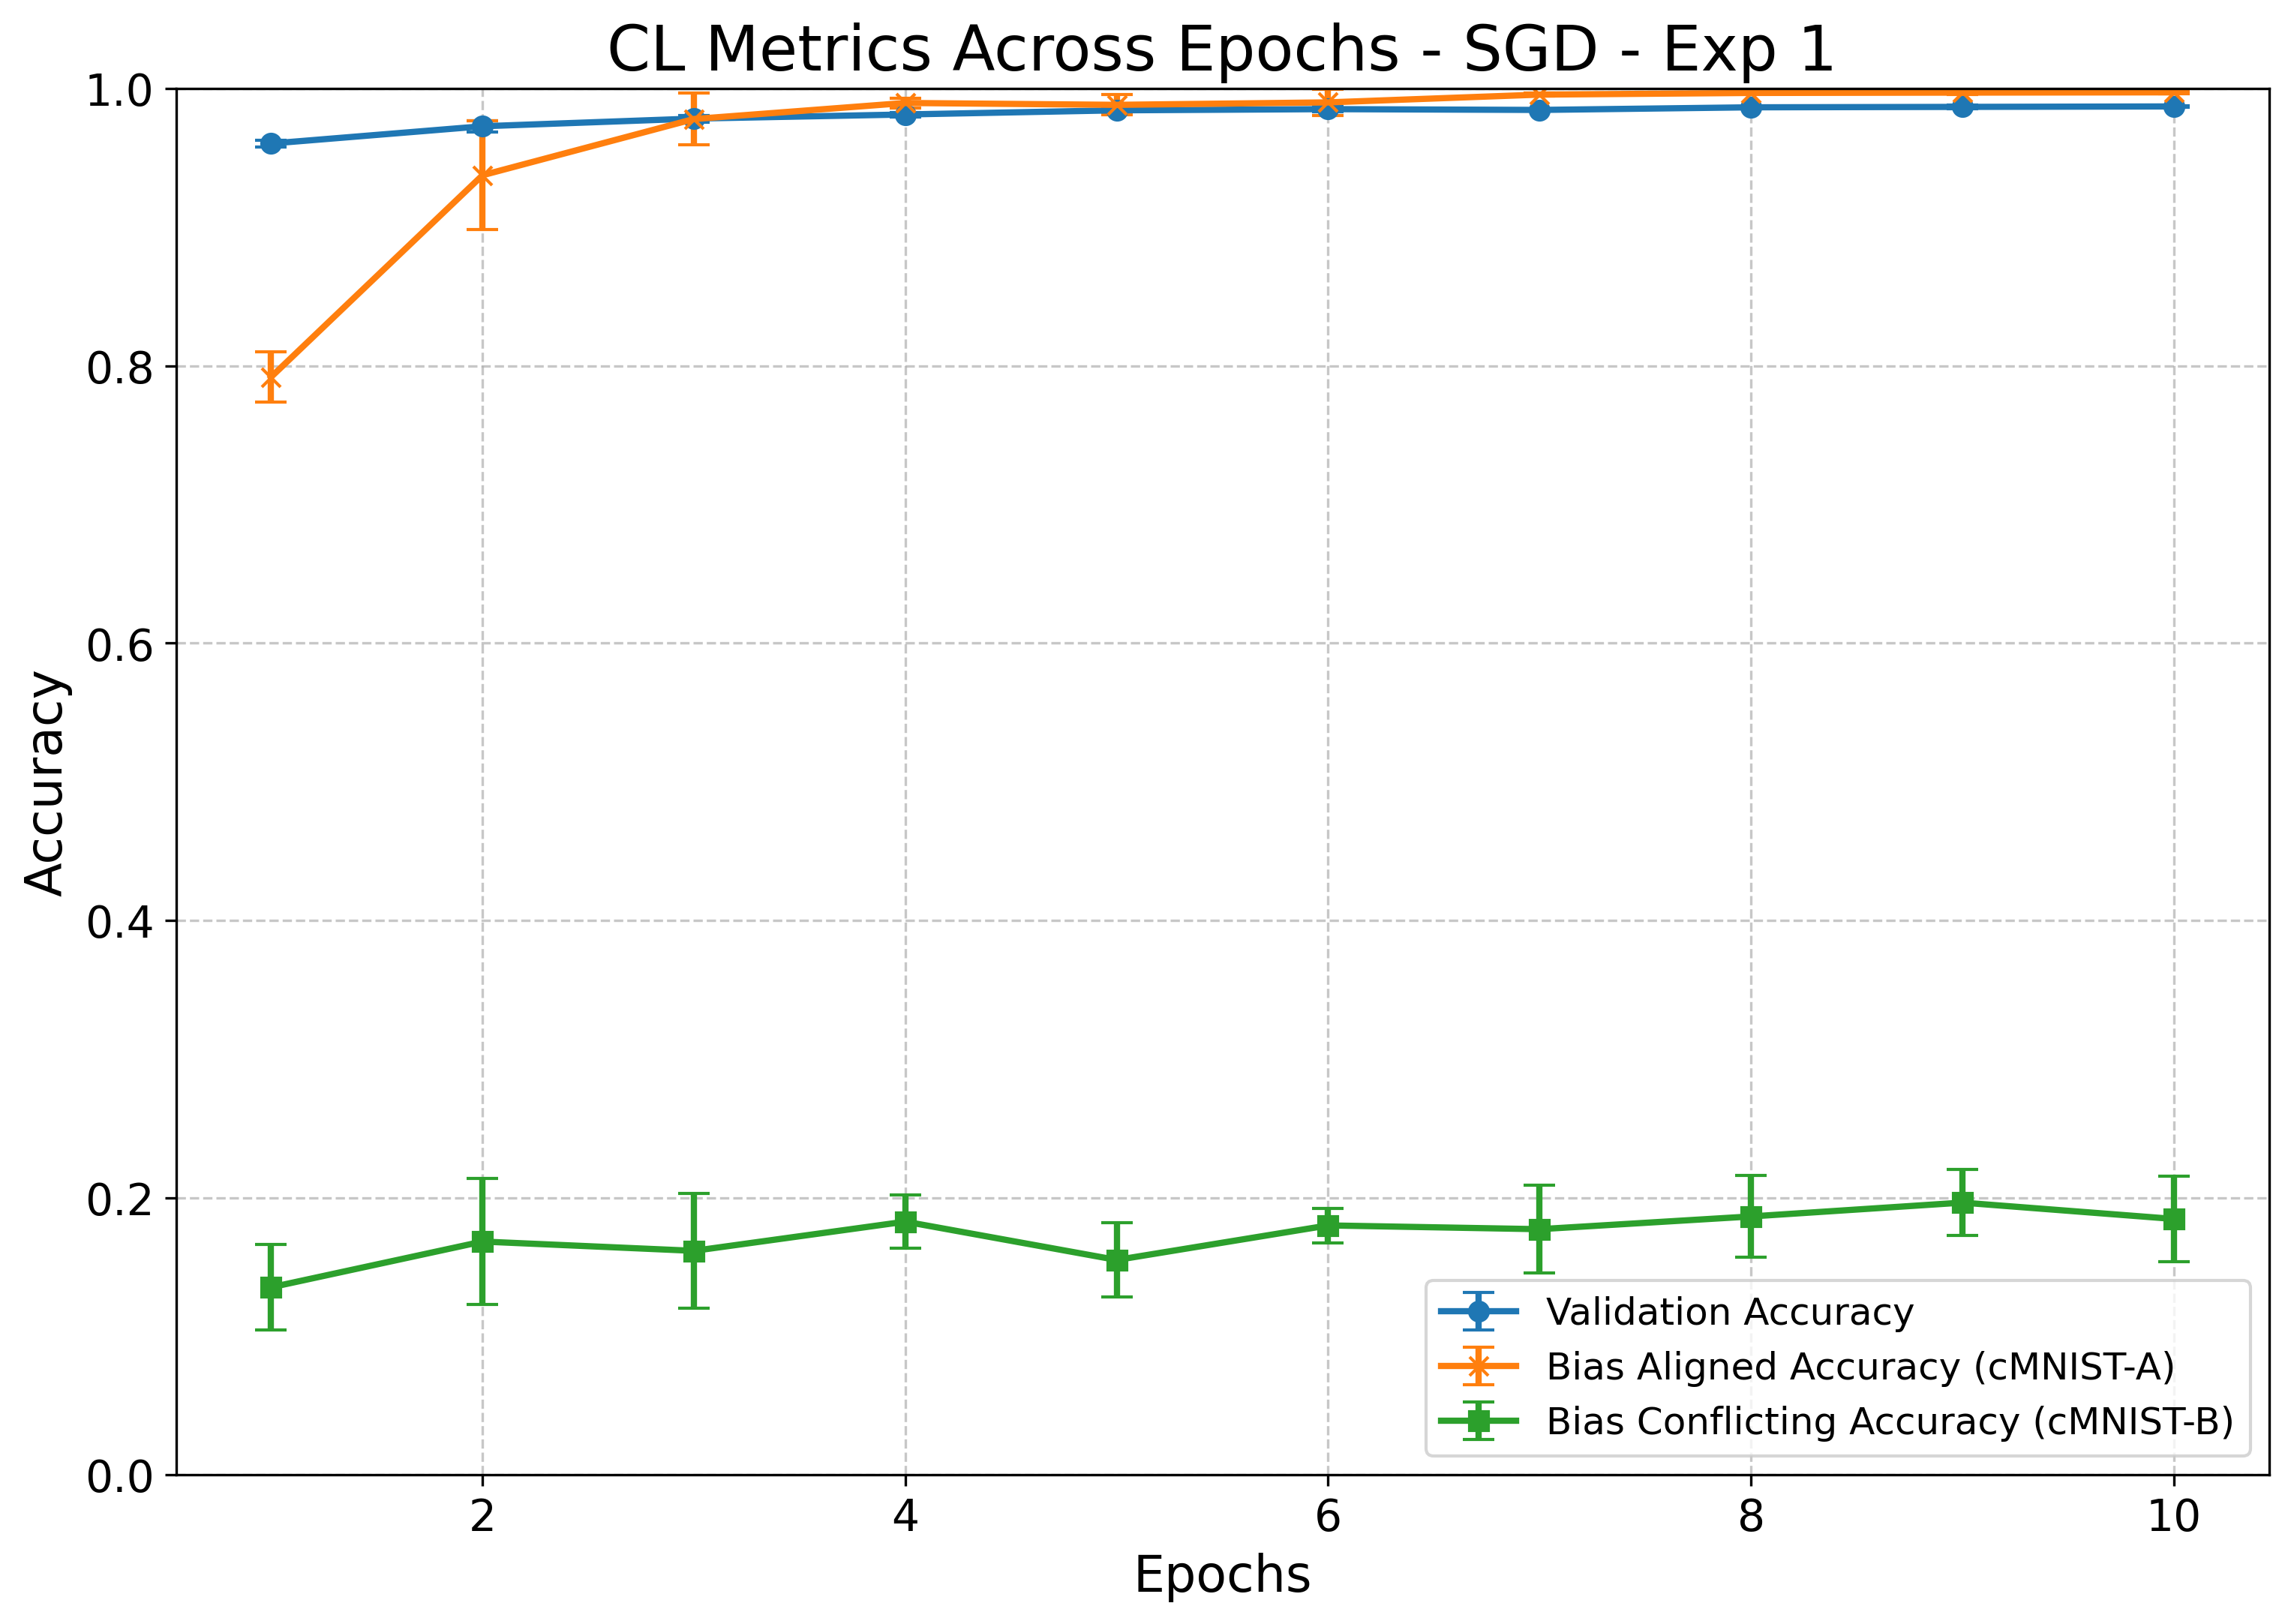 CL Metrics Across Epochs - SGD - Exp 1
1.0
0.8
0.6
0.4
0.2
0.0
Accuracy
2
4
6
8
10
Epochs
Validation Accuracy
Bias Aligned Accuracy (cMNIST-A)
Bias Conflicting Accuracy (cMNIST-B)